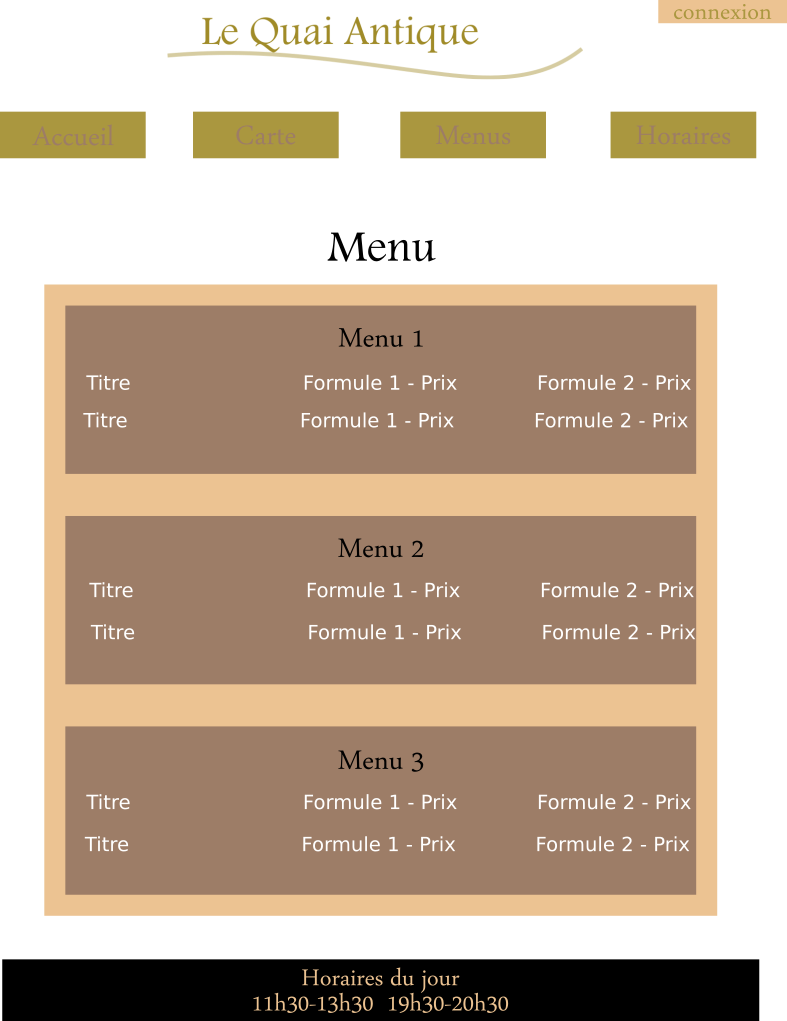 connexion
Le Quai Antique
Accueil Carte Menus Horaires
Menu
Menu 1
Titre Formule 1 - Prix Formule 2 - Prix
Titre Formule 1 - Prix Formule 2 - Prix
Menu 2
Titre Formule 1 - Prix Formule 2 - Prix
Titre Formule 1 - Prix Formule 2 - Prix
Menu 3
Titre Formule 1 - Prix Formule 2 - Prix
Titre Formule 1 - Prix Formule 2 - Prix
Horaires du jour
11h30-13h30 19h30-20h30